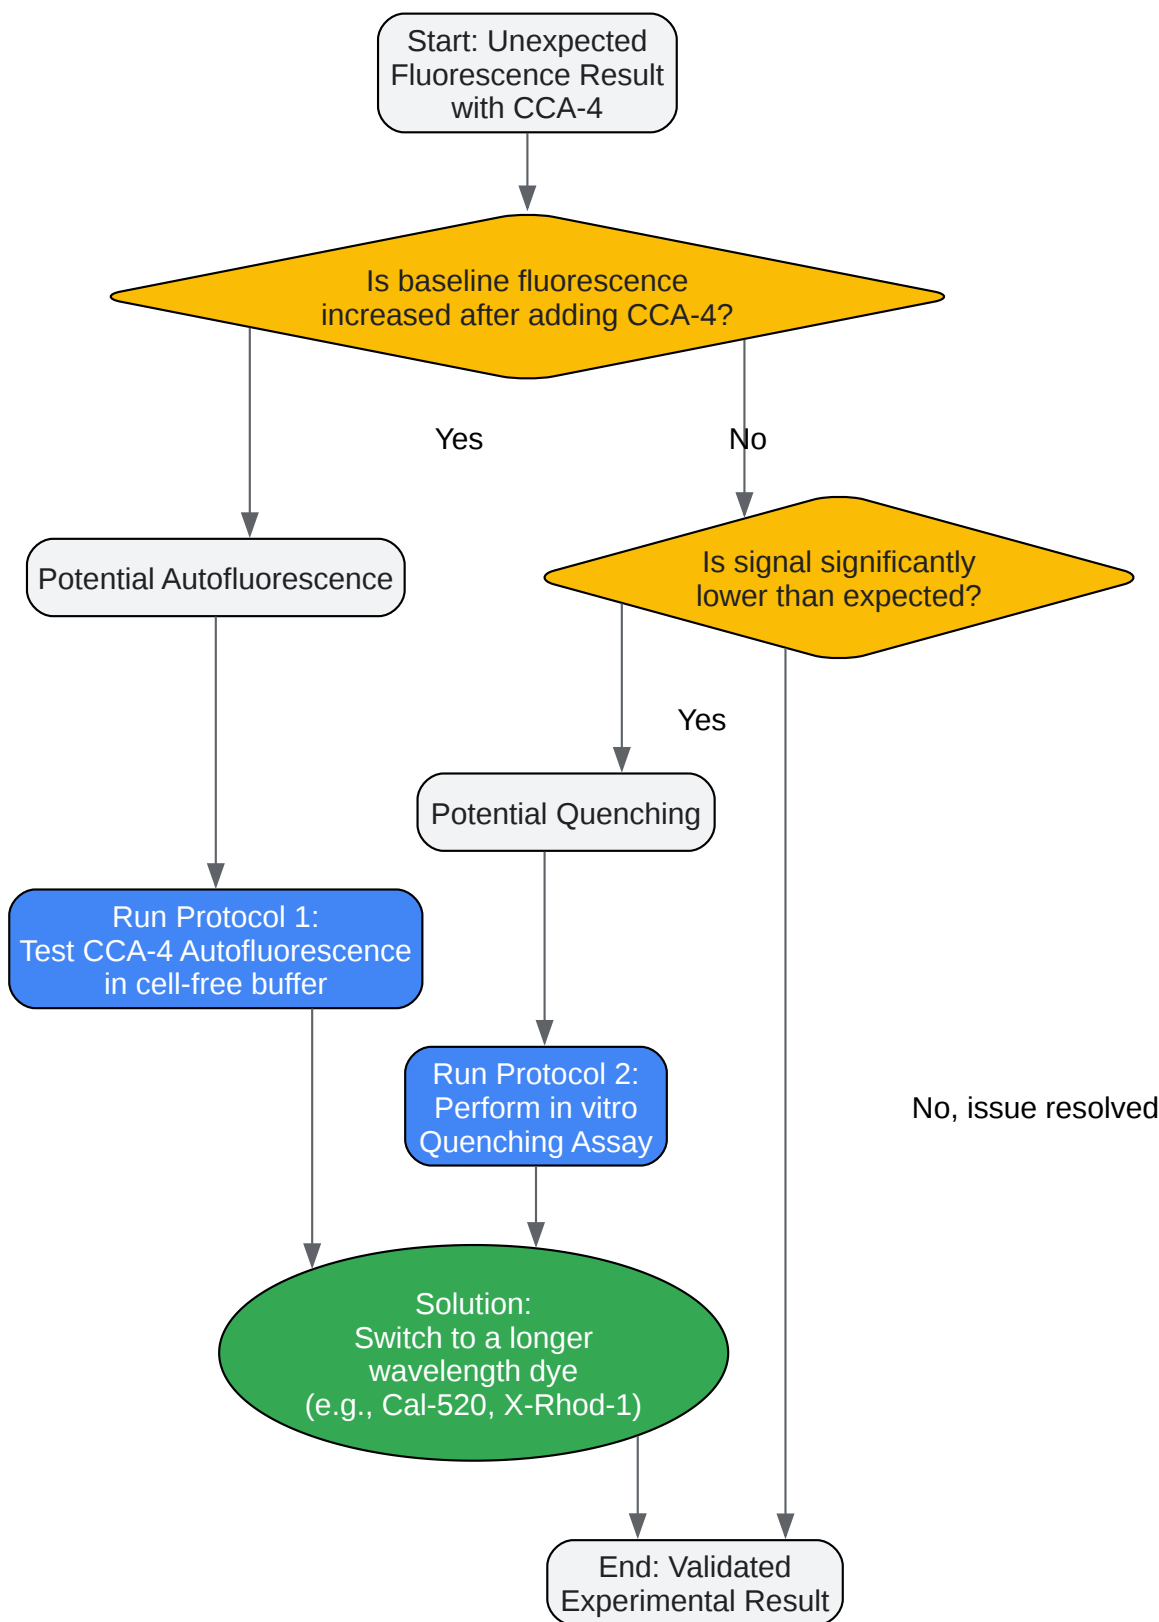 Start: Unexpected
Fluorescence Result
with CCA-4
Is baseline fluorescence
increased after adding CCA-4?
Yes
No
Potential Autofluorescence
Is signal significantly
lower than expected?
Yes
Potential Quenching
Run Protocol 1:
Test CCA-4 Autofluorescence
in cell-free buffer
Run Protocol 2:
Perform in vitro
Quenching Assay
No, issue resolved
Solution:
Switch to a longer
wavelength dye
(e.g., Cal-520, X-Rhod-1)
End: Validated
Experimental Result